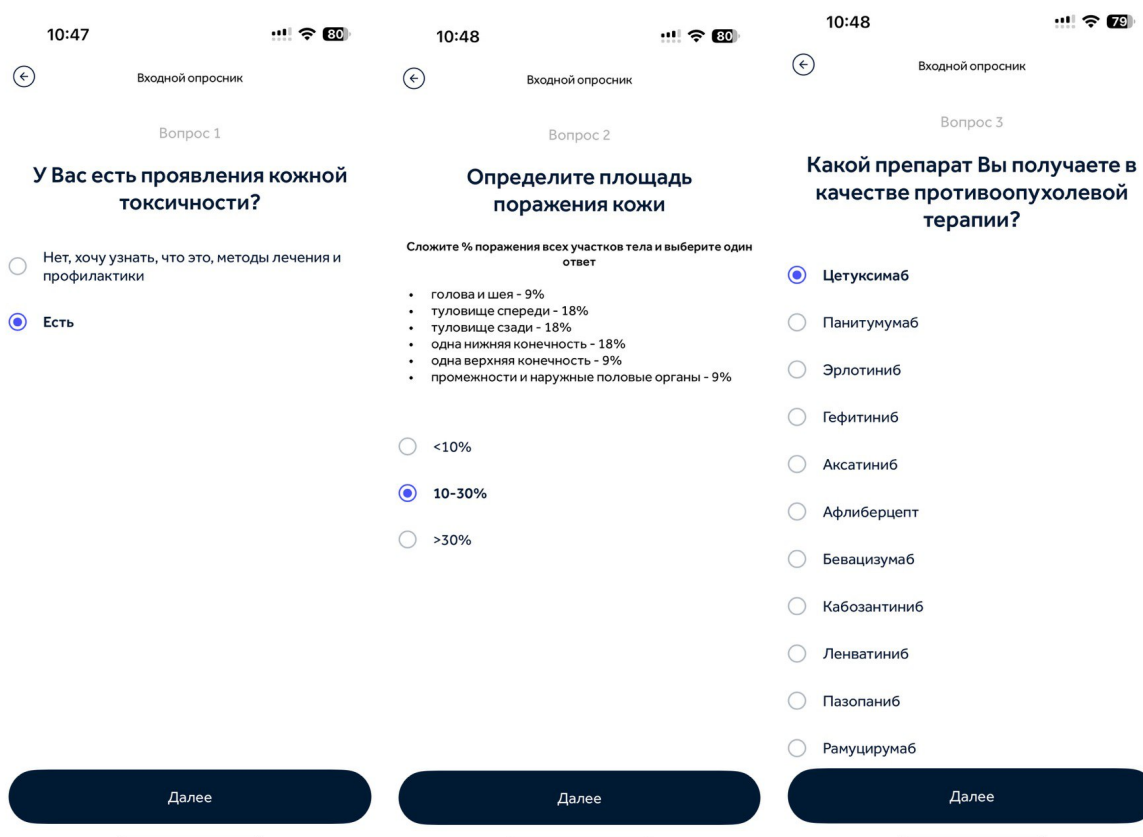 10:47
80
Входной опросник
Вопрос 1
У Вас есть проявления кожной
токсичности?
Нет, хочу узнать, что это, методы лечения и
профилактики
Есть
Далее
10:48
80
Входной опросник
Вопрос 2
Определите площадь
поражения кожи
Сложите % поражения всех участков тела и выберите один
ответ
• голова и шея - 9%
• туловище спереди - 18%
• туловище сзади - 18%
• одна нижняя конечность - 18%
• одна верхняя конечность - 9%
• промежности и наружные половые органы - 9%
<10%
10-30%
>30%
Далее
10:48
79
Входной опросник
Вопрос 3
Какой препарат Вы получаете в
качестве противоопухолевой
терапии?
Цетуксимаб
Панитумумаб
Эрлотиниб
Гефитиниб
Аксатиниб
Афлиберцепт
Бевацизумаб
Кабозантиниб
Ленватиниб
Пазопаниб
Рамуцирумаб
Далее